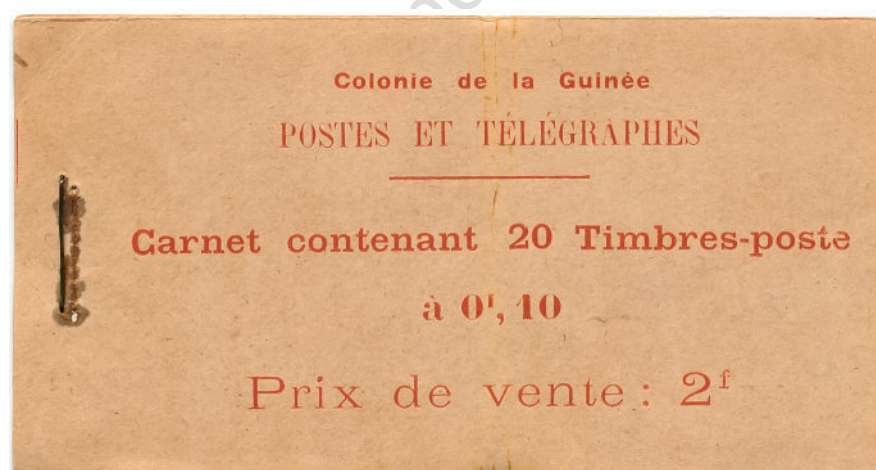 Colonie de la Guinée
POSTES ET TÉLÉGRAPHES
Carnet contenant 20 Timbres-poste
à 0f, 10
Prix de vente : 2f